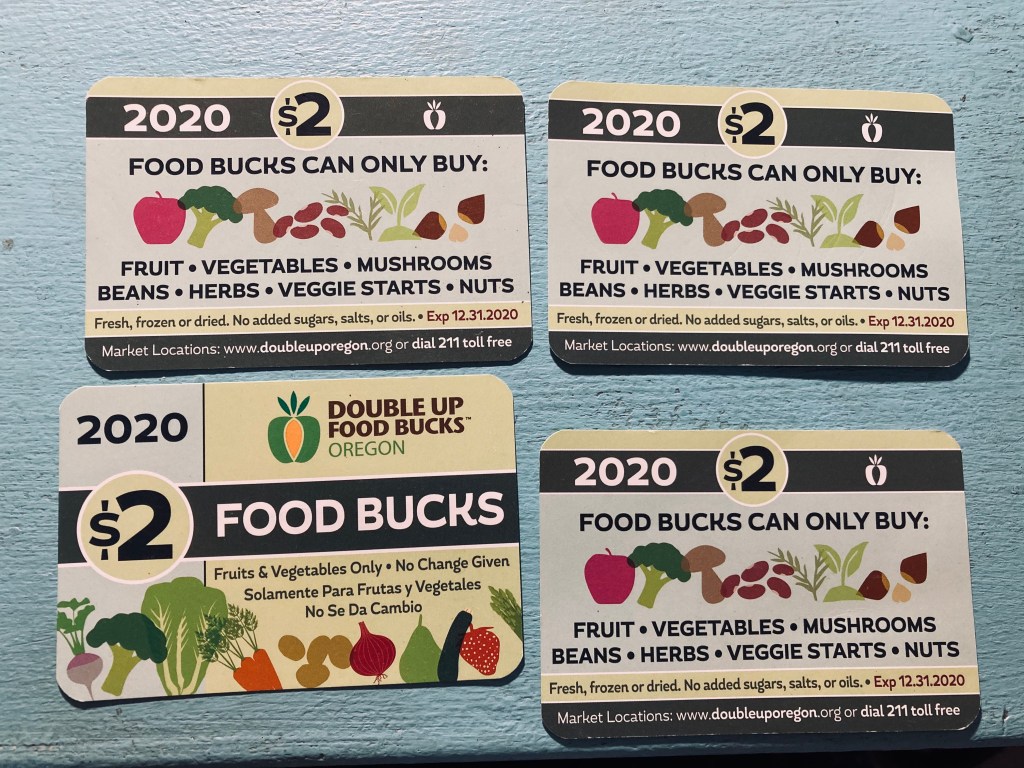 2020 $2
FOOD BUCKS CAN ONLY BUY:
FRUIT • VEGETABLES • MUSHROOMS
BEANS • HERBS • VEGGIE STARTS • NUTS
Fresh, frozen or dried. No added sugars, salts, or oils. • Exp 12.31.2020
Market Locations: www.doubleuporegon.org or dial 211 toll free
2020 $2
FOOD BUCKS CAN ONLY BUY:
FRUIT • VEGETABLES • MUSHROOMS
BEANS • HERBS • VEGGIE STARTS • NUTS
Fresh, frozen or dried. No added sugars, salts, or oils. • Exp 12.31.2020
Market Locations: www.doubleuporegon.org or dial 211 toll free
2020
DOUBLE UP
FOOD BUCKS™
OREGON
$2 FOOD BUCKS
Fruits & Vegetables Only • No Change Given
Solamente Para Frutas y Vegetales
No Se Da Cambio
2020 $2
FOOD BUCKS CAN ONLY BUY:
FRUIT • VEGETABLES • MUSHROOMS
BEANS • HERBS • VEGGIE STARTS • NUTS
Fresh, frozen or dried. No added sugars, salts, or oils. • Exp 12.31.2020
Market Locations: www.doubleuporegon.org or dial 211 toll free